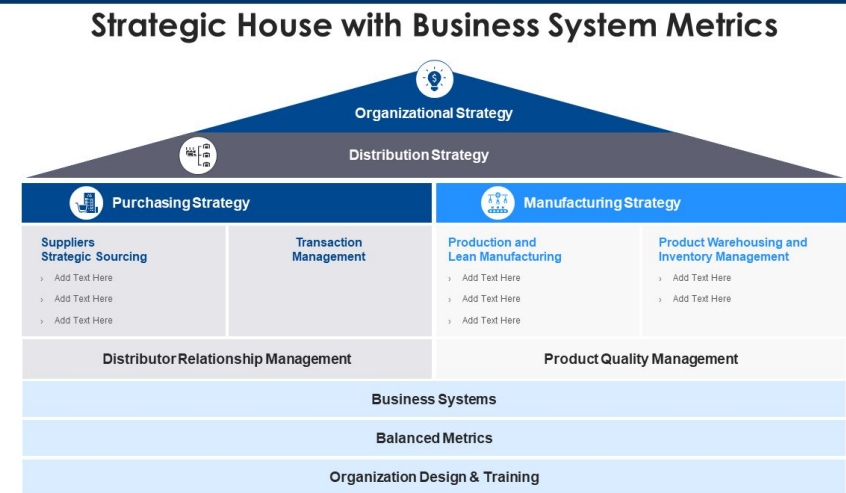 Strategic House with Business System Metrics
Organizational Strategy
Distribution Strategy
Purchasing Strategy
Manufacturing Strategy
Suppliers
Strategic Sourcing
› Add Text Here
› Add Text Here
› Add Text Here
Transaction
Management
Production and
Lean Manufacturing
› Add Text Here
› Add Text Here
› Add Text Here
Product Warehousing and
Inventory Management
› Add Text Here
› Add Text Here
Distributor Relationship Management
Product Quality Management
Business Systems
Balanced Metrics
Organization Design & Training